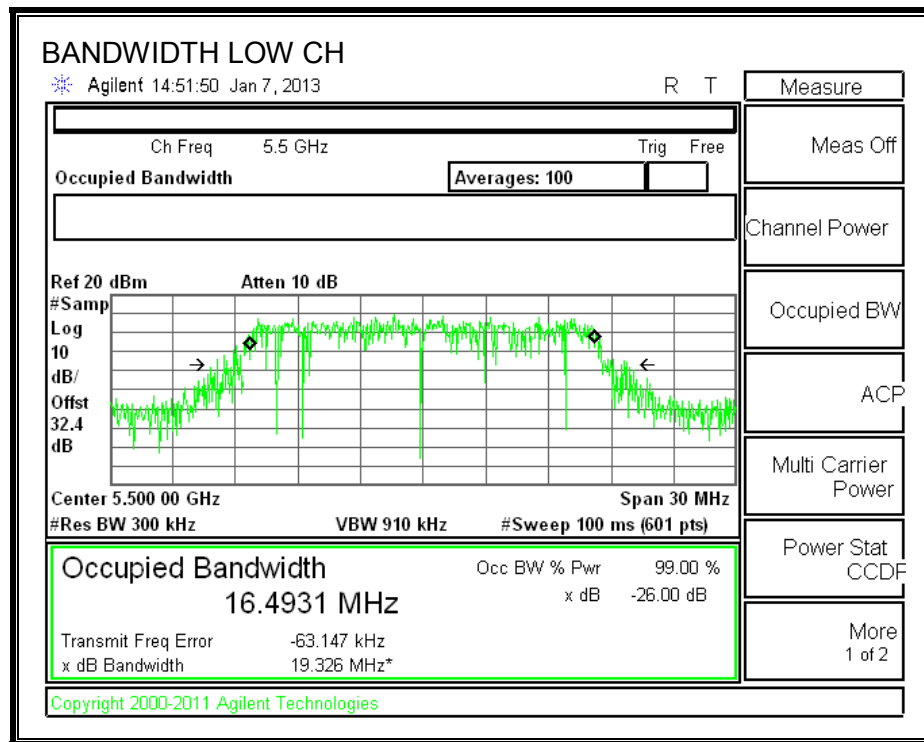 BANDWIDTH LOW CH
Agilent 14:51:50 Jan 7, 2013 R T
Measure
Ch Freq 5.5 GHz Trig Free
Meas Off
Occupied Bandwidth Averages: 100
Channel Power
Ref 20 dBm Atten 10 dB
#Samp
Log
10
dB/
Offst
32.4
dB
Occupied BW
ACP
Multi Carrier
Power
Center 5.500 00 GHz Span 30 MHz
#Res BW 300 kHz VBW 910 kHz #Sweep 100 ms (601 pts)
Power Stat
CCDF
Occupied Bandwidth Occ BW % Pwr 99.00 %
16.4931 MHz x dB -26.00 dB
Transmit Freq Error -63.147 kHz
x dB Bandwidth 19.326 MHz*
More
1 of 2
Copyright 2000-2011 Agilent Technologies